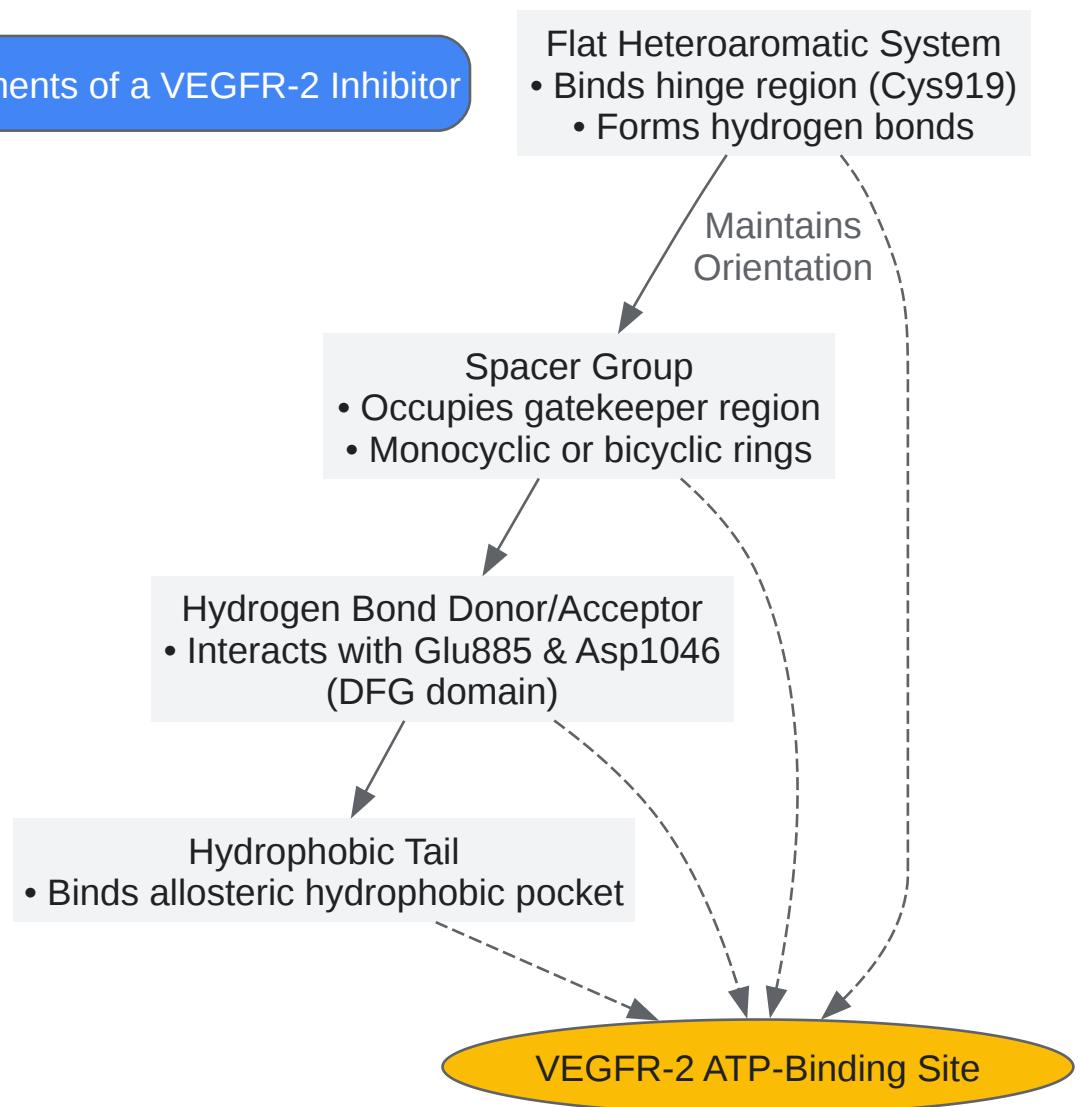 of a VEGFR-2 Inhibitor
Flat Heteroaromatic System
• Binds hinge region (Cys919)
• Forms hydrogen bonds
Maintains
Orientation
Spacer Group
• Occupies gatekeeper region
• Monocyclic or bicyclic rings
Hydrogen Bond Donor/Acceptor
• Interacts with Glu885 & Asp1046
(DFG domain)
Hydrophobic Tail
• Binds allosteric hydrophobic pocket
VEGFR-2 ATP-Binding Site